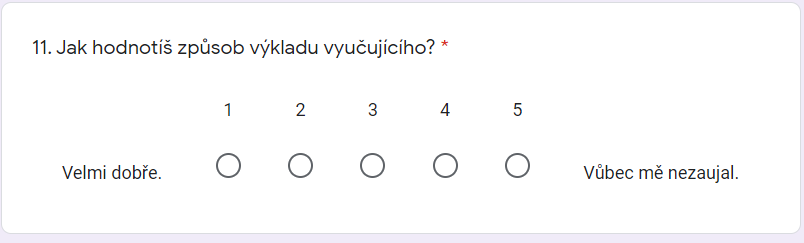 11. Jak hodnotíš způsob výkladu vyučujícího? *
1 2 3 4 5
Velmi dobře. Vůbec mě nezaujal.